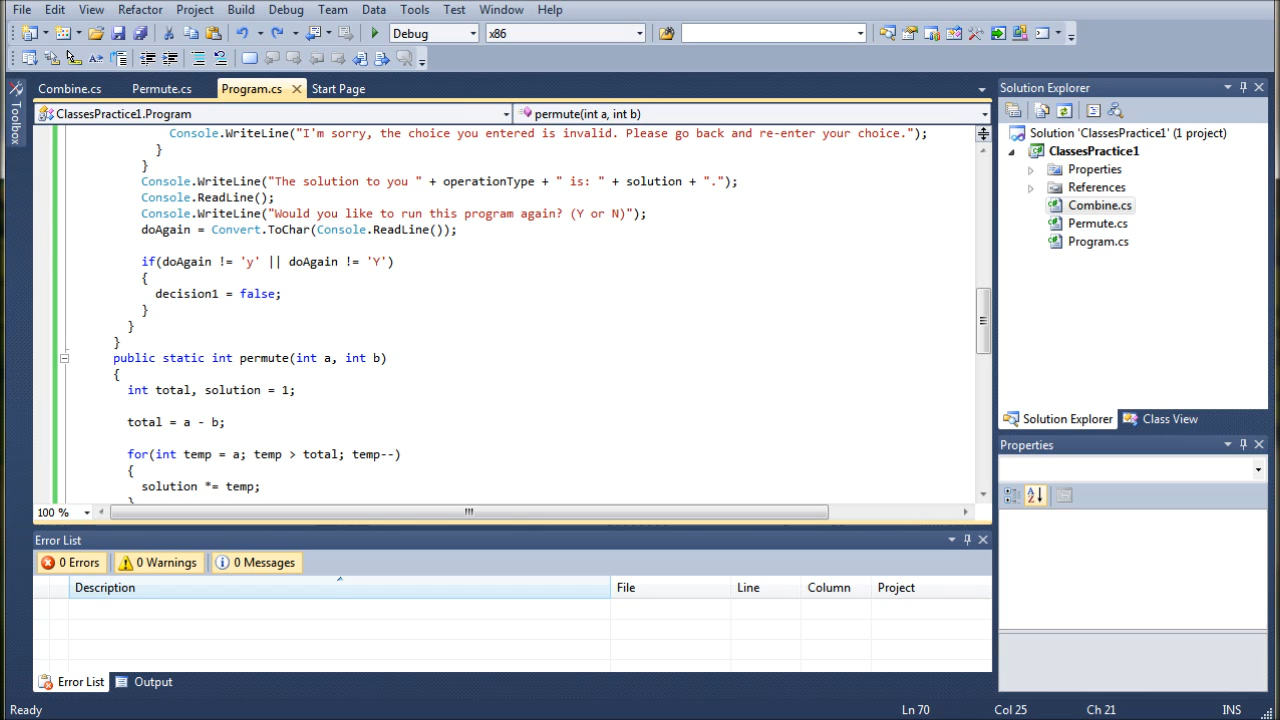 File Edit View Refactor Project Build Debug Team Data Tools Test Window Help
Debug x86
Combine.cs Permute.cs Program.cs Start Page
Toolbox
ClassesPractice1.Program permute(int a, int b)
Console.WriteLine("I'm sorry, the choice you entered is invalid. Please go back and re-enter your choice.");
}
}
Console.WriteLine("The solution to you " + operationType + " is: " + solution + ".");
Console.ReadLine();
Console.WriteLine("Would you like to run this program again? (Y or N)");
doAgain = Convert.ToChar(Console.ReadLine());
if(doAgain != 'y' || doAgain != 'Y')
{
decision1 = false;
}
}
}
public static int permute(int a, int b)
{
int total, solution = 1;
total = a - b;
for(int temp = a; temp > total; temp--)
{
solution *= temp;
}
100 %
Solution Explorer
Solution 'ClassesPractice1' (1 project)
ClassesPractice1
Properties
References
Combine.cs
Permute.cs
Program.cs
Solution Explorer Class View
Properties
Error List
0 Errors 0 Warnings 0 Messages
Description File Line Column Project
Error List Output
Ready Ln 70 Col 25 Ch 21 INS